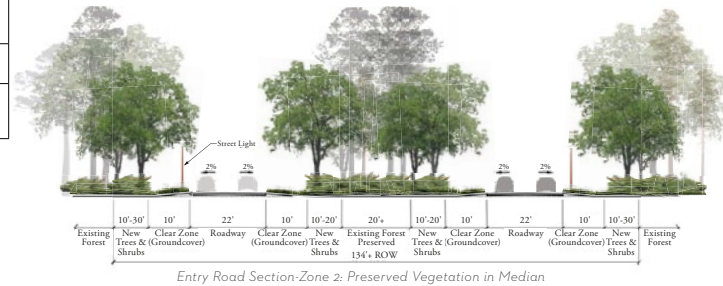 Street Light
2% 2% 2% 2%
10'-30' 10' 22' 10' 10'-20' 20'+ 10'-20' 10' 22' 10' 10'-30'
Existing New Clear Zone Roadway Clear Zone New Existing Forest New Clear Zone Roadway Clear Zone New Existing
Forest Trees & (Groundcover) (Groundcover) Trees & Preserved Trees & (Groundcover) (Groundcover) Trees & Forest
Shrubs Shrubs 134'+ ROW Shrubs Shrubs
Entry Road Section-Zone 2: Preserved Vegetation in Median